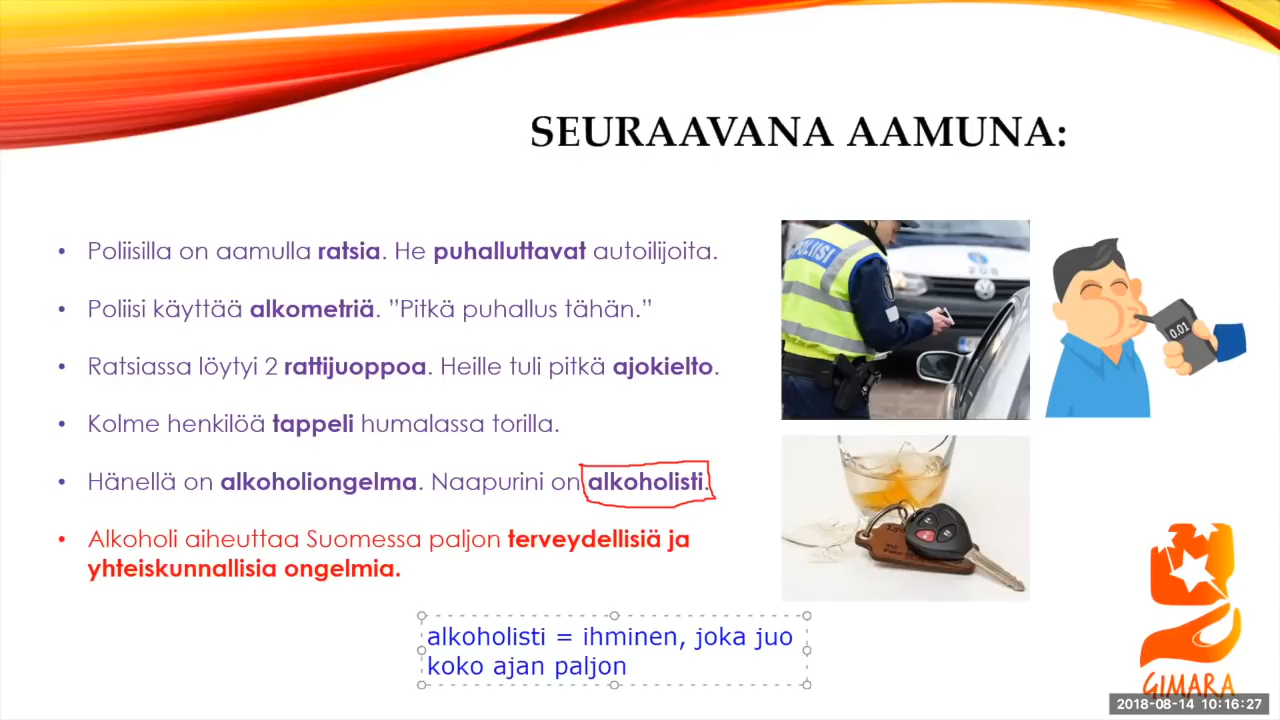 SEURAAVANA AAMUNA:
• Poliisilla on aamulla ratsia. He puhalluttavat autoilijoita.
• Poliisi käyttää alkometriä. ”Pitkä puhallus tähän.”
• Ratsiassa löytyi 2 rattijuoppoa. Heille tuli pitkä ajokielto.
• Kolme henkilöä tappeli humalassa torilla.
• Hänellä on alkoholiongelma. Naapurini on alkoholisti.
• Alkoholi aiheuttaa Suomessa paljon terveydellisiä ja
yhteiskunnallisia ongelmia.
alkoholisti = ihminen, joka juo
koko ajan paljon
POLIISI
0.01
GIMARA
2018-08-14 10:16:27